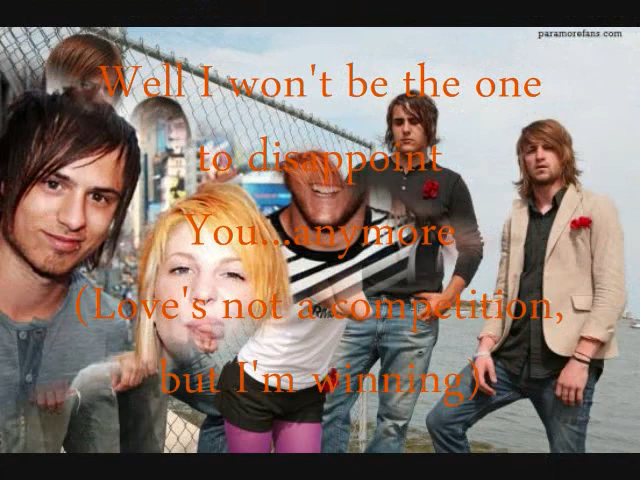 paramorefans.com
Well I won't be the one
to disappoint
You...anymore
(Love's not a competition,
but I'm winning)